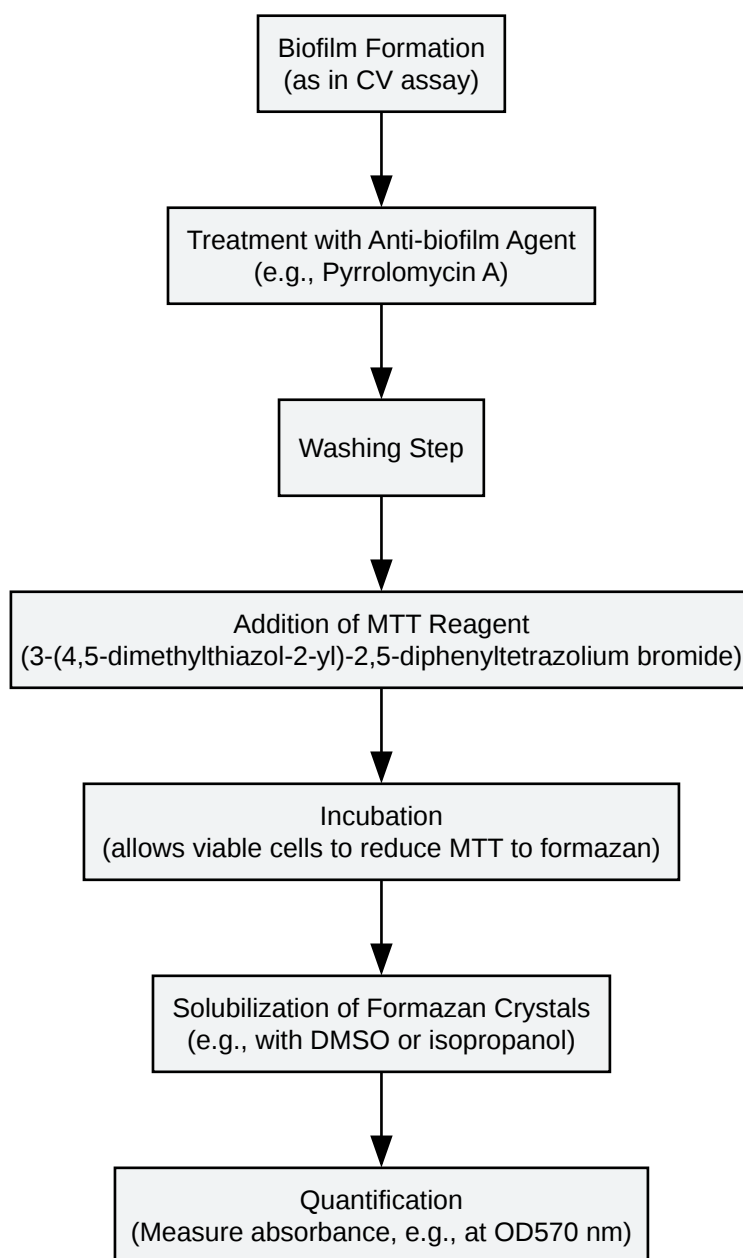 Biofilm Formation
(as in CV assay)
Treatment with Anti-biofilm Agent
(e.g., Pyrrolomycin A)
Washing Step
Addition of MTT Reagent
(3-(4,5-dimethylthiazol-2-yl)-2,5-diphenyltetrazolium bromide)
Incubation
(allows viable cells to reduce MTT to formazan)
Solubilization of Formazan Crystals
(e.g., with DMSO or isopropanol)
Quantification
(Measure absorbance, e.g., at OD570 nm)